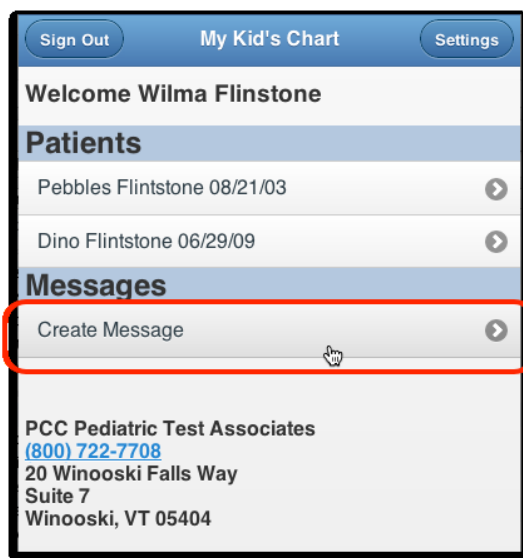 Sign Out My Kid's Chart Settings
Welcome Wilma Flinstone
Patients
Pebbles Flintstone 08/21/03
Dino Flintstone 06/29/09
Messages
Create Message
PCC Pediatric Test Associates
(800) 722-7708
20 Winooski Falls Way
Suite 7
Winooski, VT 05404